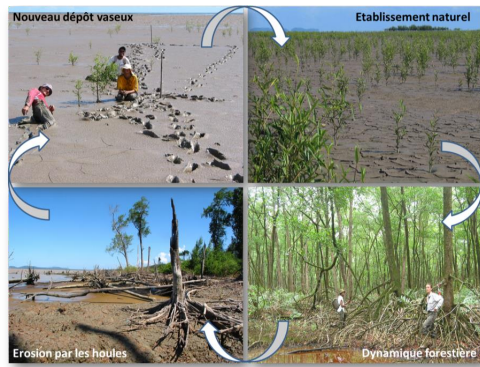 Nouveau dépôt vaseux
Etablissement naturel
Erosion par les houles
Dynamique forestière